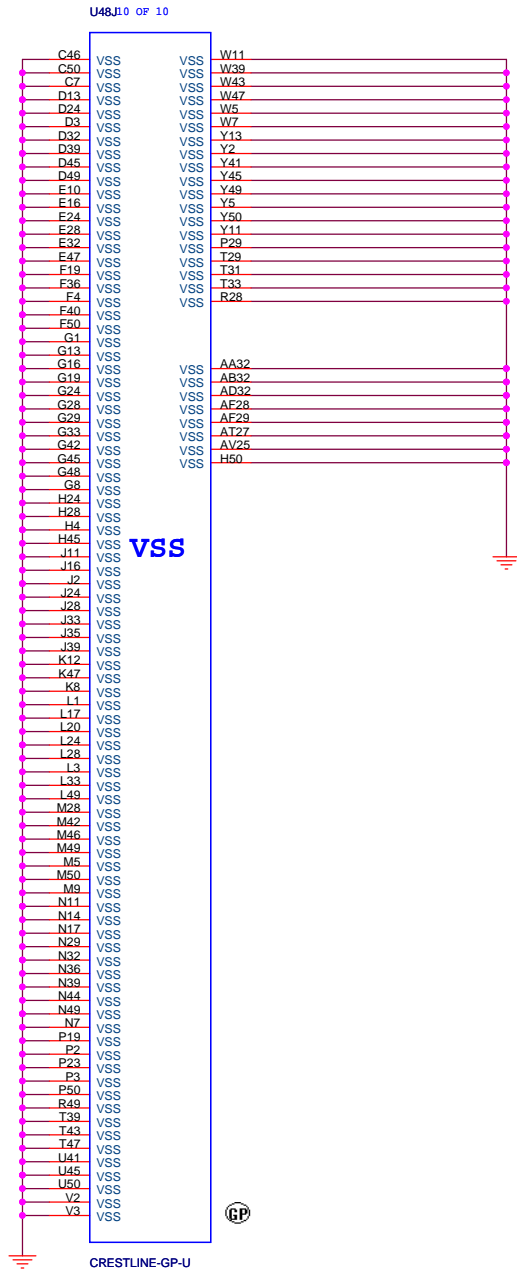 U48J 10 OF 10
C46 VSS VSS W11
C50 VSS VSS W39
C7 VSS VSS W43
D13 VSS VSS W47
D24 VSS VSS W5
D3 VSS VSS W7
D32 VSS VSS Y13
D39 VSS VSS Y2
D45 VSS VSS Y41
D49 VSS VSS Y45
E10 VSS VSS Y49
E16 VSS VSS Y5
E24 VSS VSS Y50
E28 VSS VSS Y11
E32 VSS VSS P29
E47 VSS VSS T29
F19 VSS VSS T31
F36 VSS VSS T33
F4 VSS VSS R28
F40 VSS
F50 VSS
G1 VSS
G13 VSS
G16 VSS VSS AA32
G19 VSS VSS AB32
G24 VSS VSS AD32
G28 VSS VSS AF28
G29 VSS VSS AF29
G33 VSS VSS AT27
G42 VSS VSS AV25
G45 VSS VSS H50
G48 VSS
G8 VSS
H24 VSS
H28 VSS
H4 VSS
H45 VSS
VSS
J11 VSS
J16 VSS
J2 VSS
J24 VSS
J28 VSS
J33 VSS
J35 VSS
J39 VSS
K12 VSS
K47 VSS
K8 VSS
L1 VSS
L17 VSS
L20 VSS
L24 VSS
L28 VSS
L3 VSS
L33 VSS
L49 VSS
M28 VSS
M42 VSS
M46 VSS
M49 VSS
M5 VSS
M50 VSS
M9 VSS
N11 VSS
N14 VSS
N17 VSS
N29 VSS
N32 VSS
N36 VSS
N39 VSS
N44 VSS
N49 VSS
N7 VSS
P19 VSS
P2 VSS
P23 VSS
P3 VSS
P50 VSS
R49 VSS
T39 VSS
T43 VSS
T47 VSS
U41 VSS
U45 VSS
U50 VSS
V2 VSS
V3 VSS
GP
CRESTLINE-GP-U